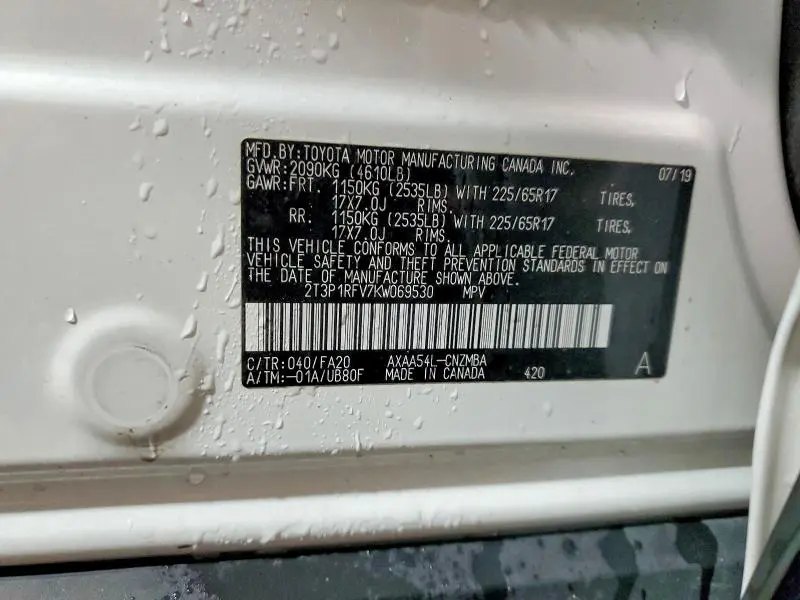 MFD.BY:TOYOTA MOTOR MANUFACTURING CANADA INC. 07/19
GVWR:2090KG (4610LB)
GAWR:FRT. 1150KG (2535LB) WITH 225/65R17 TIRES,
17X7.0J RIMS.
RR. 1150KG (2535LB) WITH 225/65R17 TIRES,
17X7.0J RIMS.
THIS VEHICLE CONFORMS TO ALL APPLICABLE FEDERAL MOTOR
VEHICLE SAFETY AND THEFT PREVENTION STANDARDS IN EFFECT ON
THE DATE OF MANUFACTURE SHOWN ABOVE.
2T3P1RFV7KW069530 MPV
C/TR:040/FA20 AXAA54L-CNZMBA
A/TM:-01A/UB80F MADE IN CANADA 420 A